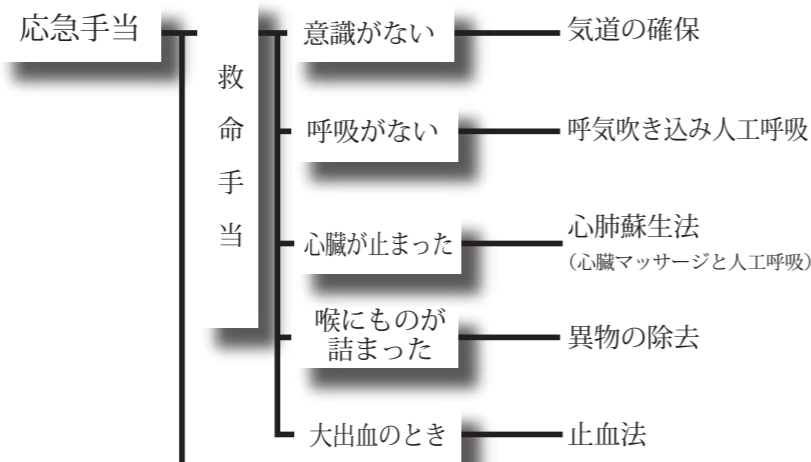 応急手当
救命手当
意識がない
気道の確保
呼吸がない
呼気吹き込み人工呼吸
心臓が止まった
心肺蘇生法
（心臓マッサージと人工呼吸）
喉にものが
詰まった
異物の除去
大出血のとき
止血法